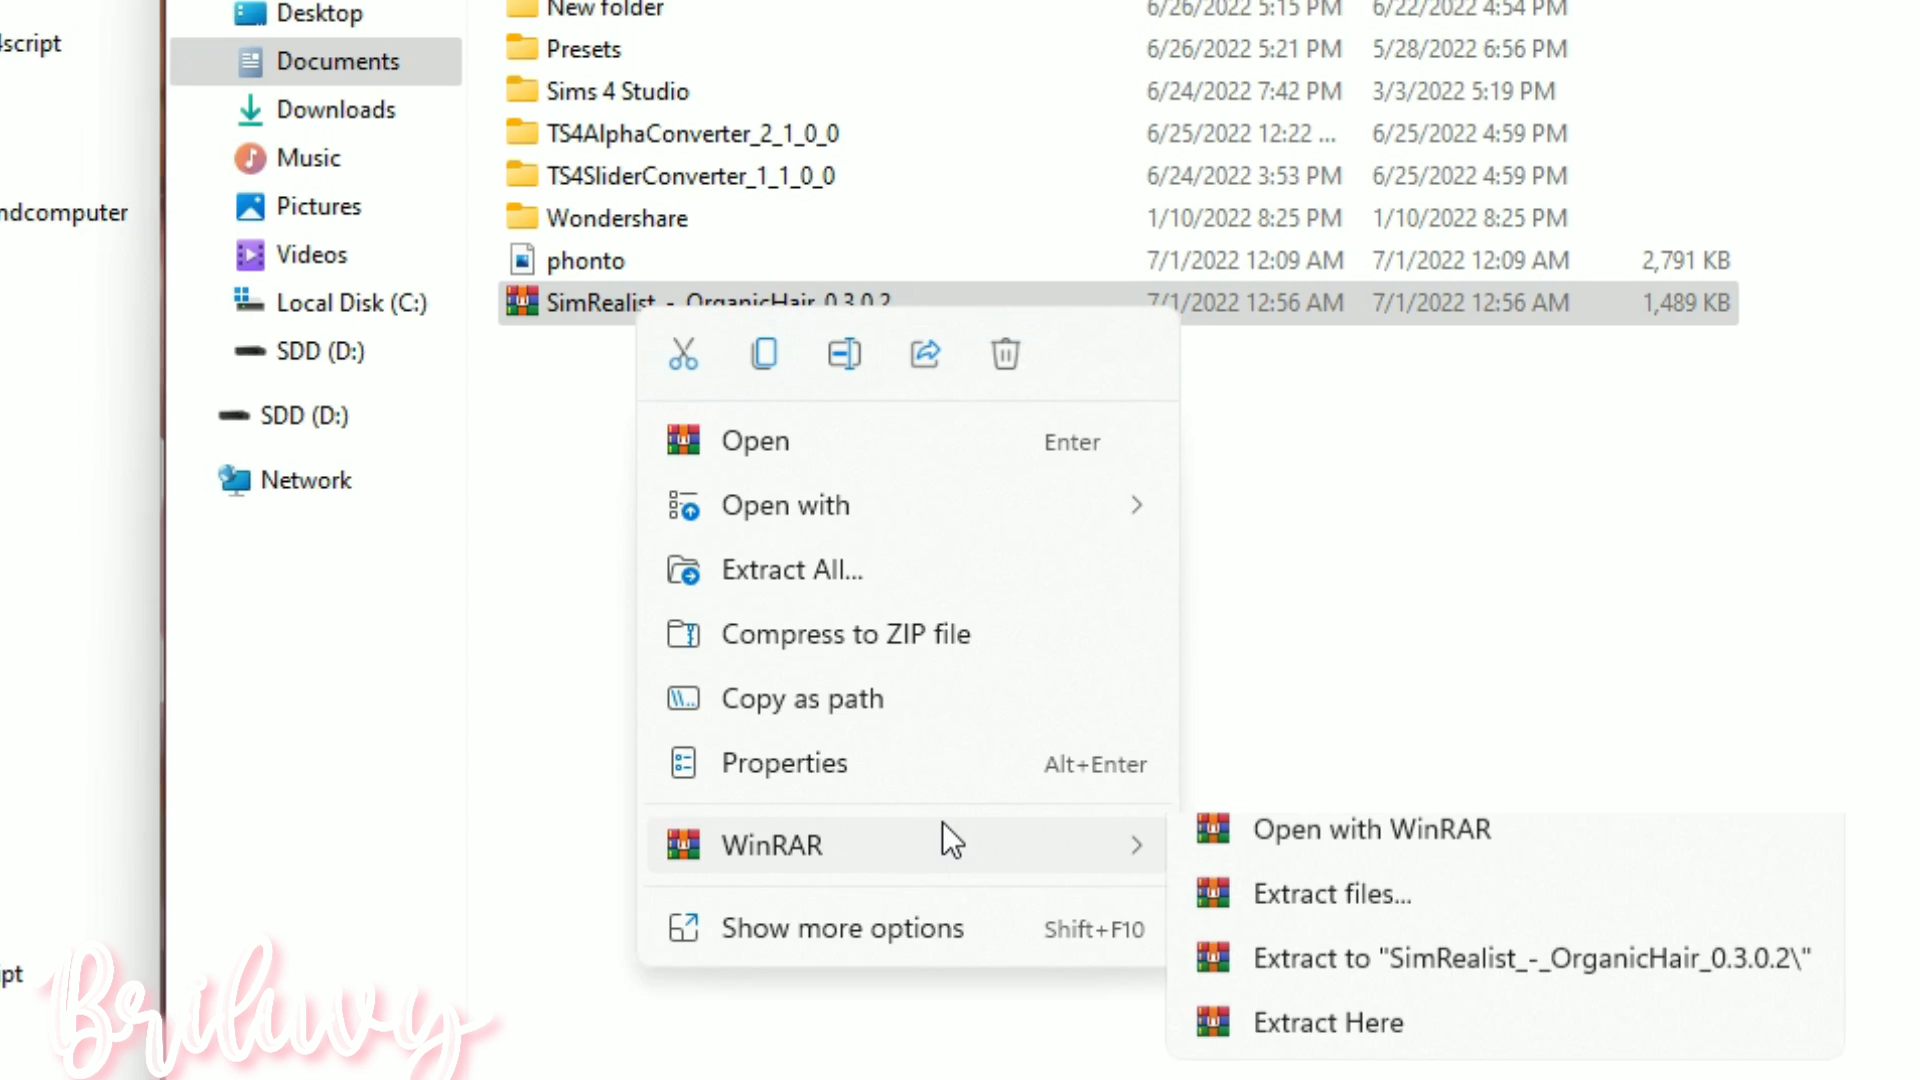 4script
ndcomputer
ipt
Desktop
Documents
Downloads
Music
Pictures
Videos
Local Disk (C:)
SDD (D:)
SDD (D:)
Network
New folder 6/26/2022 5:15 PM 6/22/2022 4:54 PM
Presets 6/26/2022 5:21 PM 5/28/2022 6:56 PM
Sims 4 Studio 6/24/2022 7:42 PM 3/3/2022 5:19 PM
TS4AlphaConverter_2_1_0_0 6/25/2022 12:22 ... 6/25/2022 4:59 PM
TS4SliderConverter_1_1_0_0 6/24/2022 3:53 PM 6/25/2022 4:59 PM
Wondershare 1/10/2022 8:25 PM 1/10/2022 8:25 PM
phonto 7/1/2022 12:09 AM 7/1/2022 12:09 AM 2,791 KB
SimRealist_-_OrganicHair_0.3.0.2 7/1/2022 12:56 AM 7/1/2022 12:56 AM 1,489 KB
Open Enter
Open with
Extract All...
Compress to ZIP file
Copy as path
Properties Alt+Enter
WinRAR
Show more options Shift+F10
Open with WinRAR
Extract files...
Extract to "SimRealist_-_OrganicHair_0.3.0.2\"
Extract Here